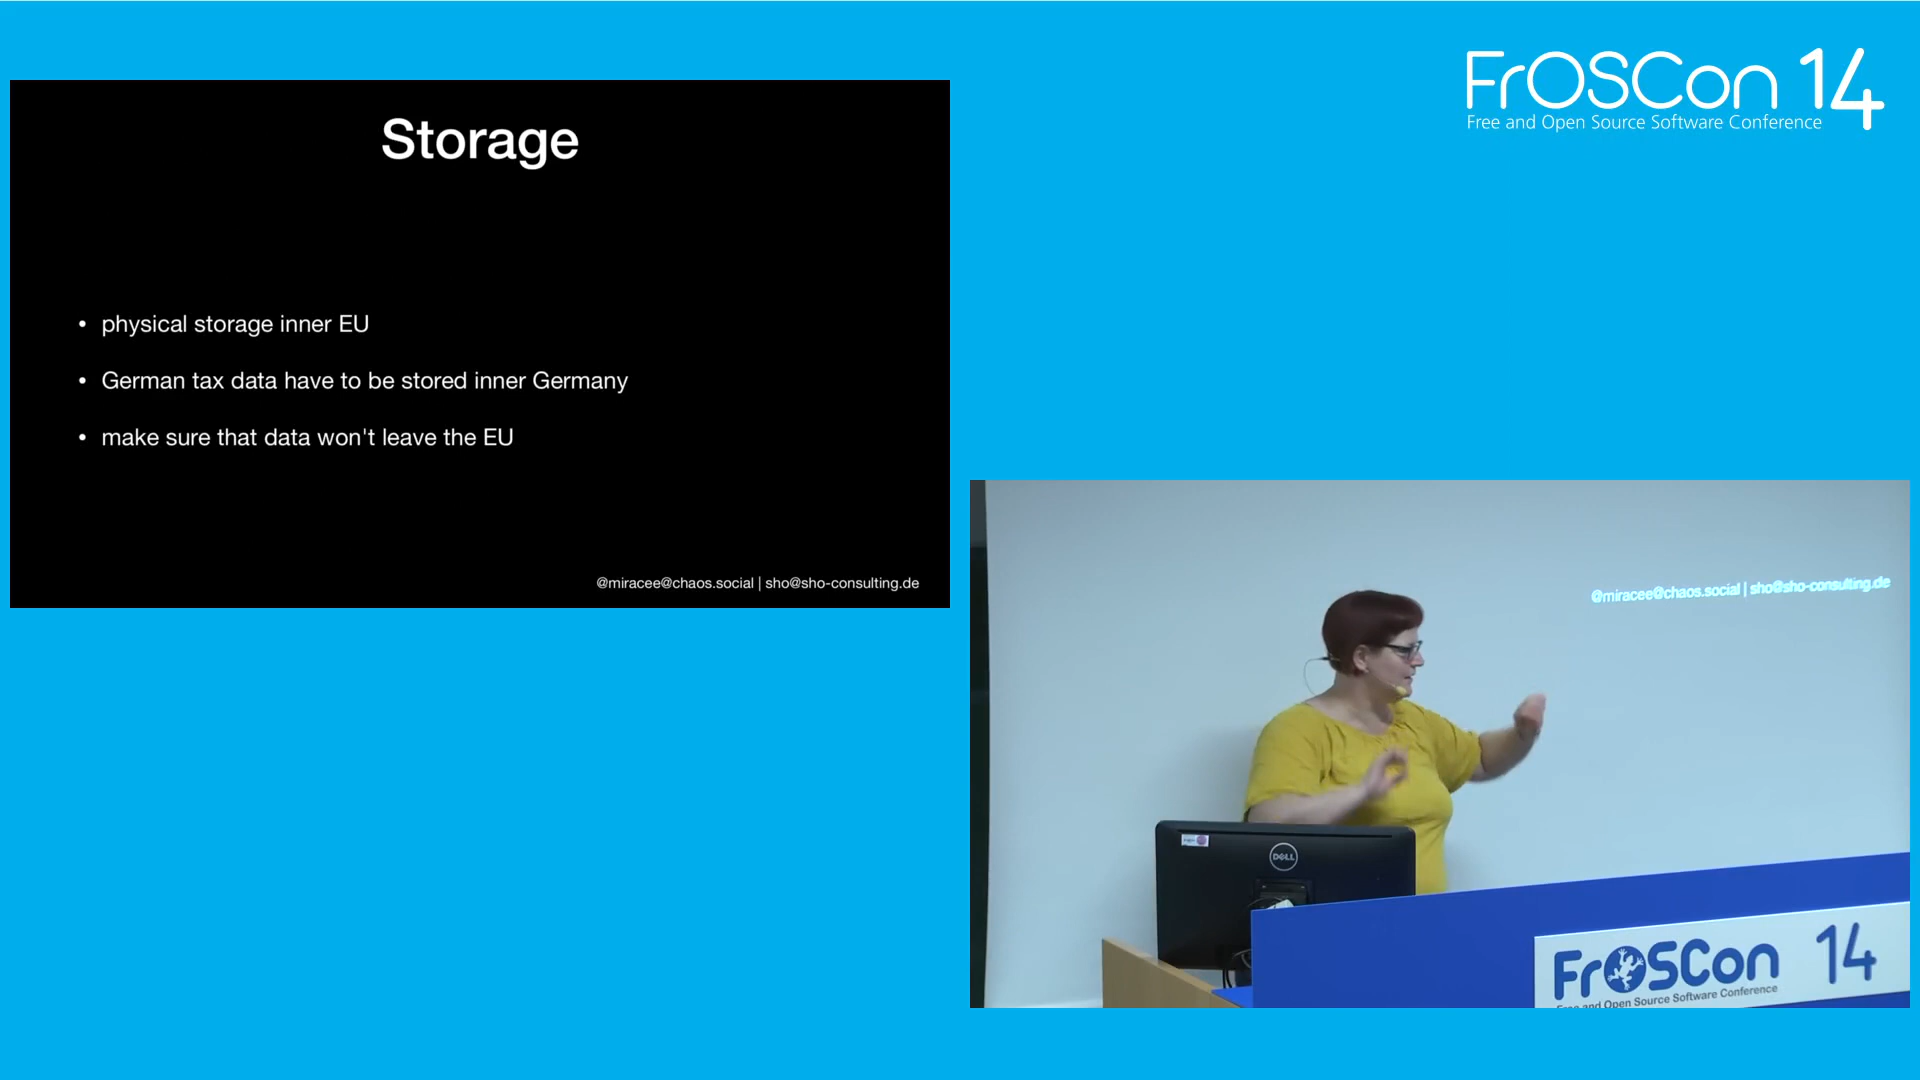 FrOSCon 14
Free and Open Source Software Conference
Storage
• physical storage inner EU
• German tax data have to be stored inner Germany
• make sure that data won't leave the EU
@miracee@chaos.social | sho@sho-consulting.de
@miracee@chaos.social | sho@sho-consulting.de
DELL
FrOSCon 14
Free and Open Source Software Conference